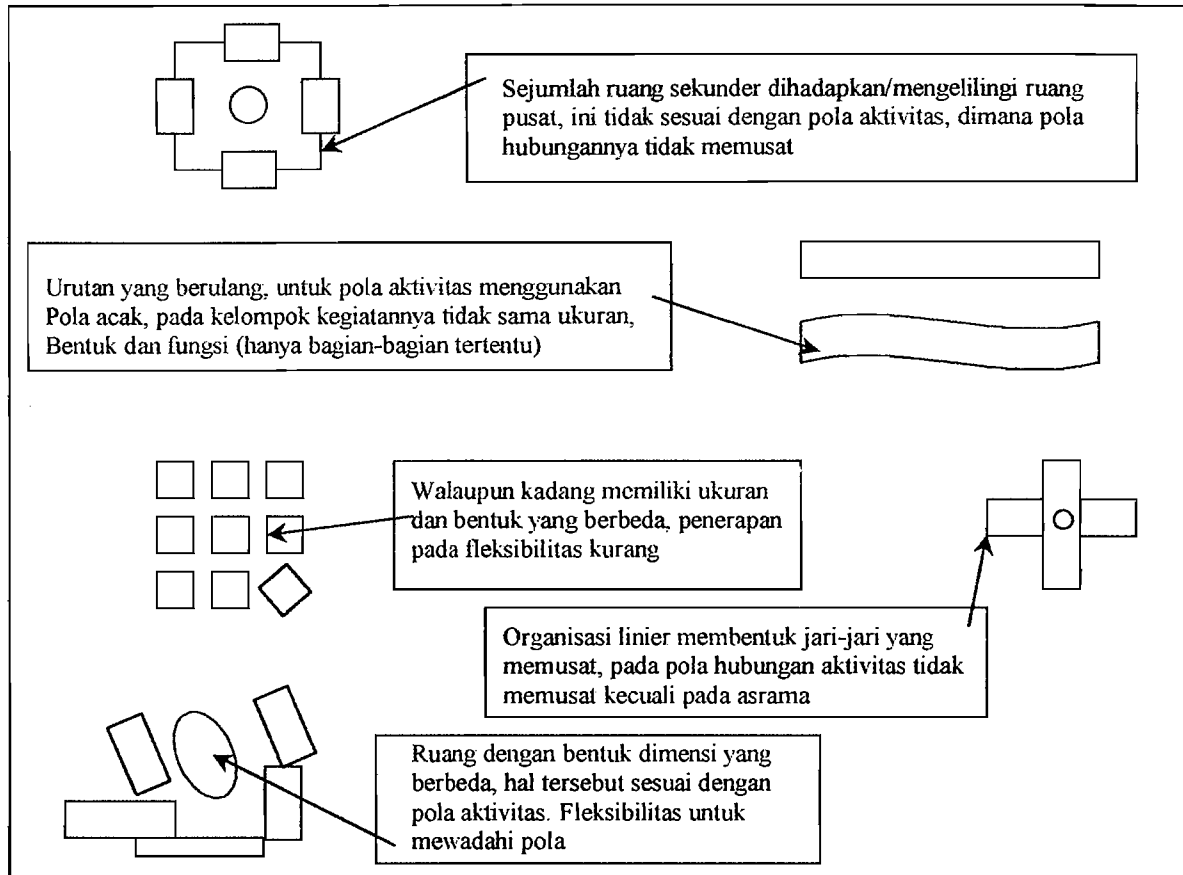 Sejumlah ruang sekunder dihadapkan/mengelilingi ruang
pusat, ini tidak sesuai dengan pola aktivitas, dimana pola
hubungannya tidak memusat
Urutan yang berulang, untuk pola aktivitas menggunakan
Pola acak, pada kelompok kegiatannya tidak sama ukuran,
Bentuk dan fungsi (hanya bagian-bagian tertentu)
Walaupun kadang memiliki ukuran
dan bentuk yang berbeda, penerapan
pada fleksibilitas kurang
Organisasi linier membentuk jari-jari yang
memusat, pada pola hubungan aktivitas tidak
memusat kecuali pada asrama
Ruang dengan bentuk dimensi yang
berbeda, hal tersebut sesuai dengan
pola aktivitas. Fleksibilitas untuk
mewadahi pola